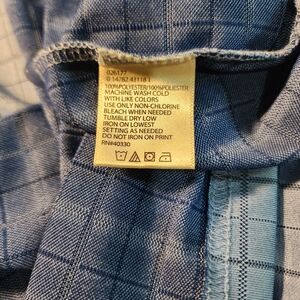 026177
0 14762 43118 1
100%POLYESTER/100%POLIESTER
MACHINE WASH COLD
WITH LIKE COLORS
USE ONLY NON-CHLORINE
BLEACH WHEN NEEDED
TUMBLE DRY LOW
IRON ON LOWEST
SETTING AS NEEDED
DO NOT IRON ON PRINT
RN#40330